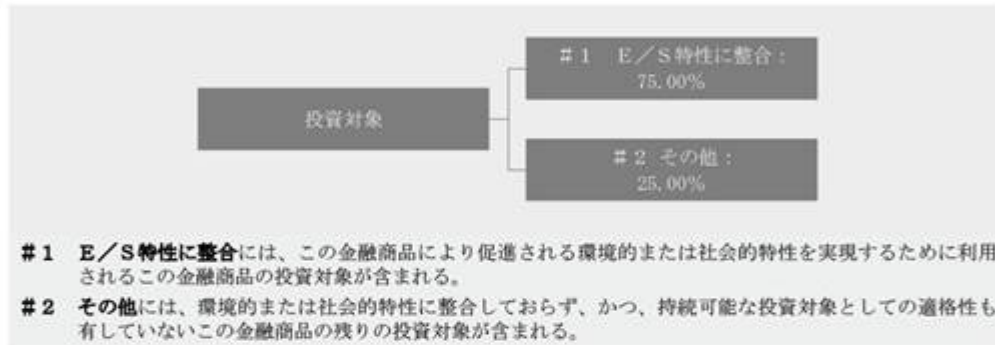 #1　E／S特性に整合：
75.00%
投資対象
#2 その他：
25.00%
#1　E／S特性に整合には、この金融商品により促進される環境的または社会的特性を実現するために利用
されるこの金融商品の投資対象が含まれる。
#2　その他には、環境的または社会的特性に整合しておらず、かつ、持続可能な投資対象としての適格性も
有していないこの金融商品の残りの投資対象が含まれる。